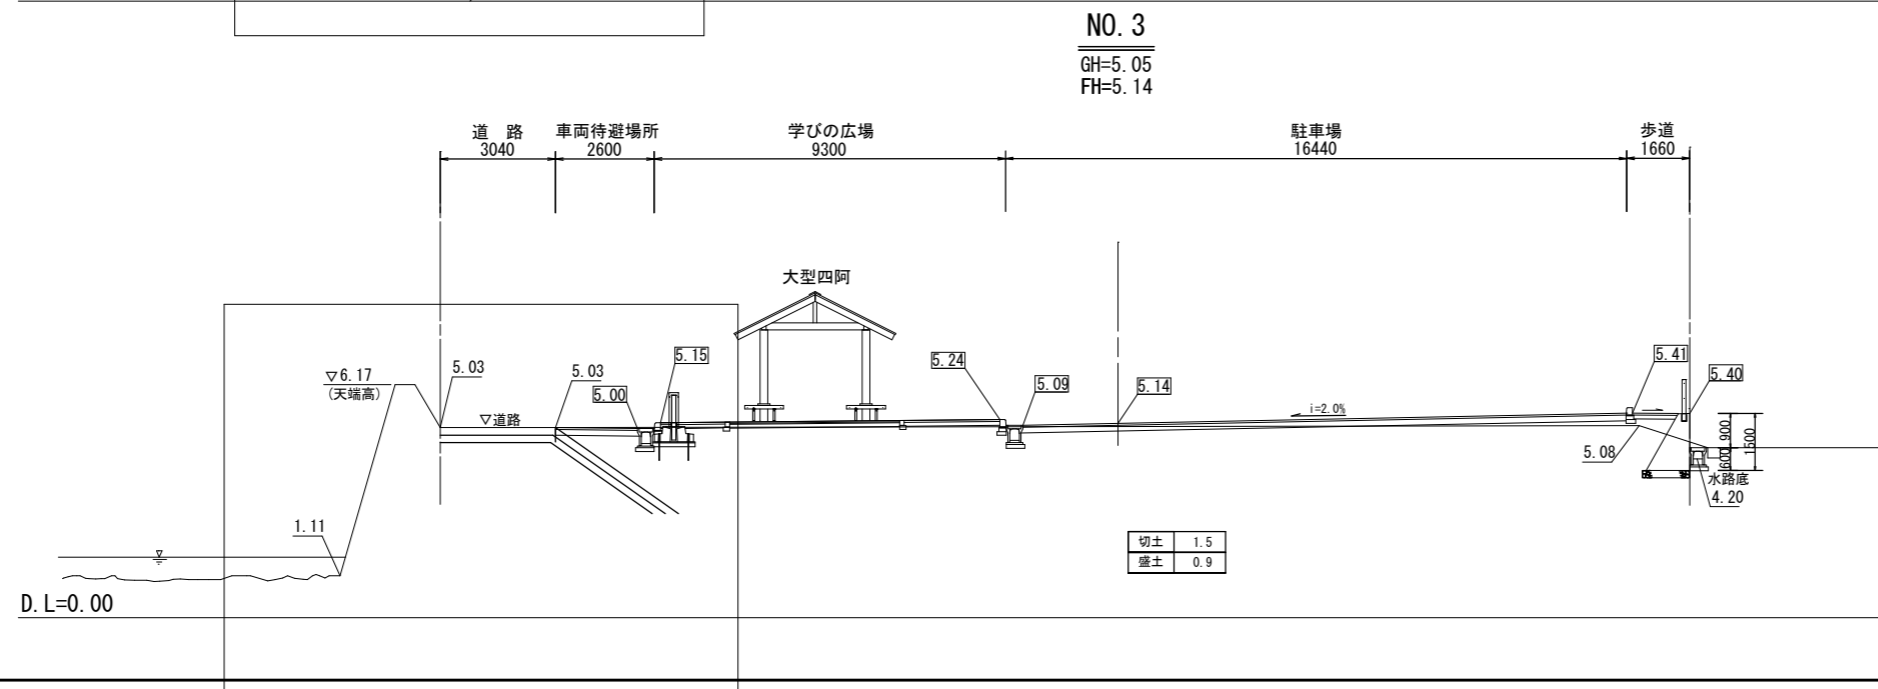 NO. 3
GH=5.05
FH=5.14
道　路 車両待避場所 学びの広場 駐車場 歩道
3040 2600 9300 16440 1660
大型四阿
▽6.17
(天端高)
5.03
▽道路
5.03
5.00
5.15
5.24
5.09
5.14
i=2.0%
5.41
5.40
5.08
900
600
1500
水路底
4.20
1.11
切土 1.5
盛土 0.9
D.L=0.00